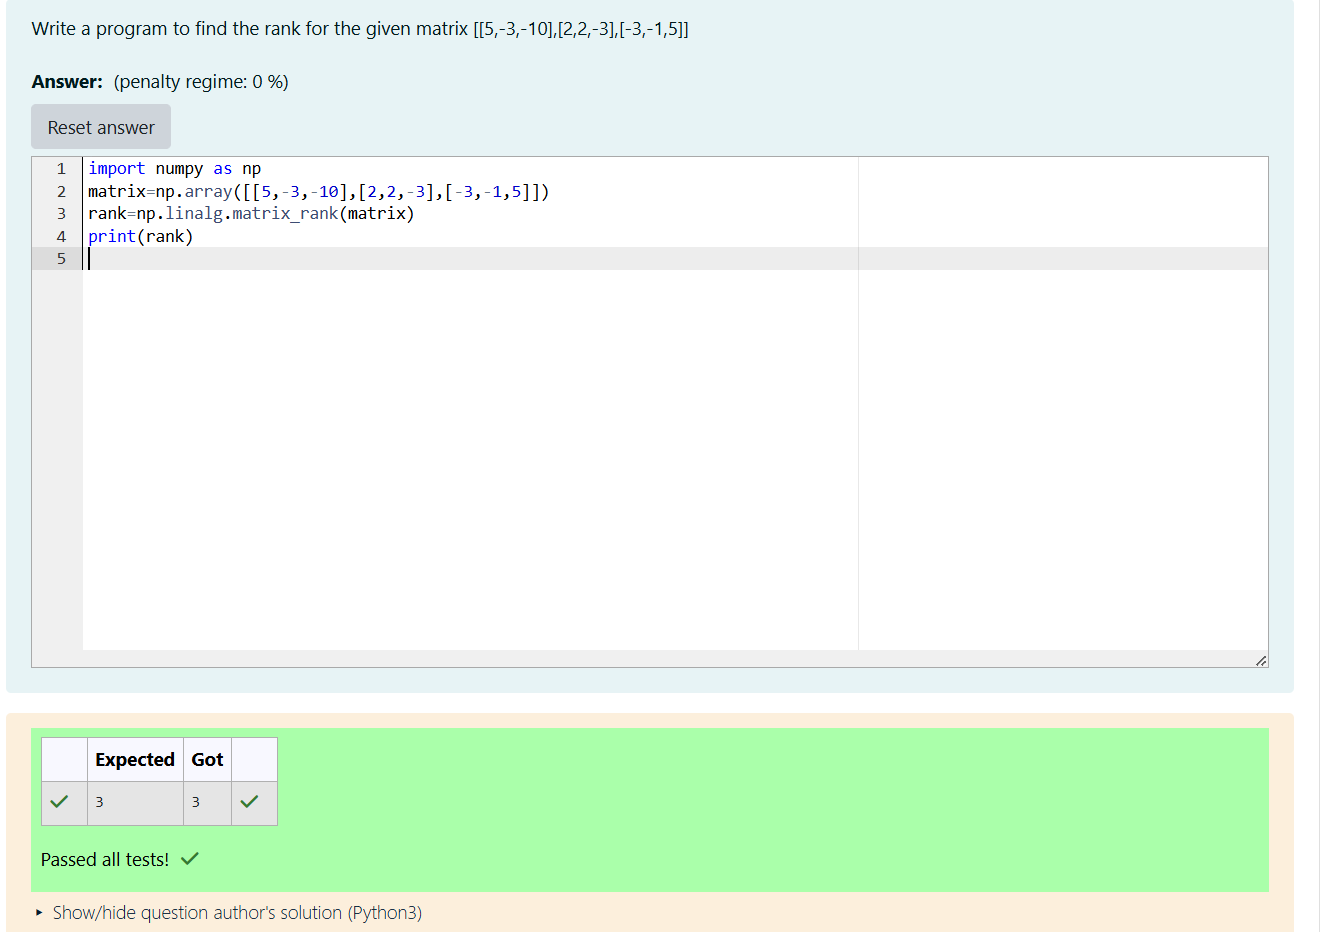 Write a program to find the rank for the given matrix [[5,-3,-10],[2,2,-3],[-3,-1,5]]
Answer: (penalty regime: 0 %)
Reset answer
1 import numpy as np
2 matrix=np.array([[5,-3,-10],[2,2,-3],[-3,-1,5]])
3 rank=np.linalg.matrix_rank(matrix)
4 print(rank)
5
Expected Got
✓ 3 3 ✓
Passed all tests! ✓
▸ Show/hide question author's solution (Python3)